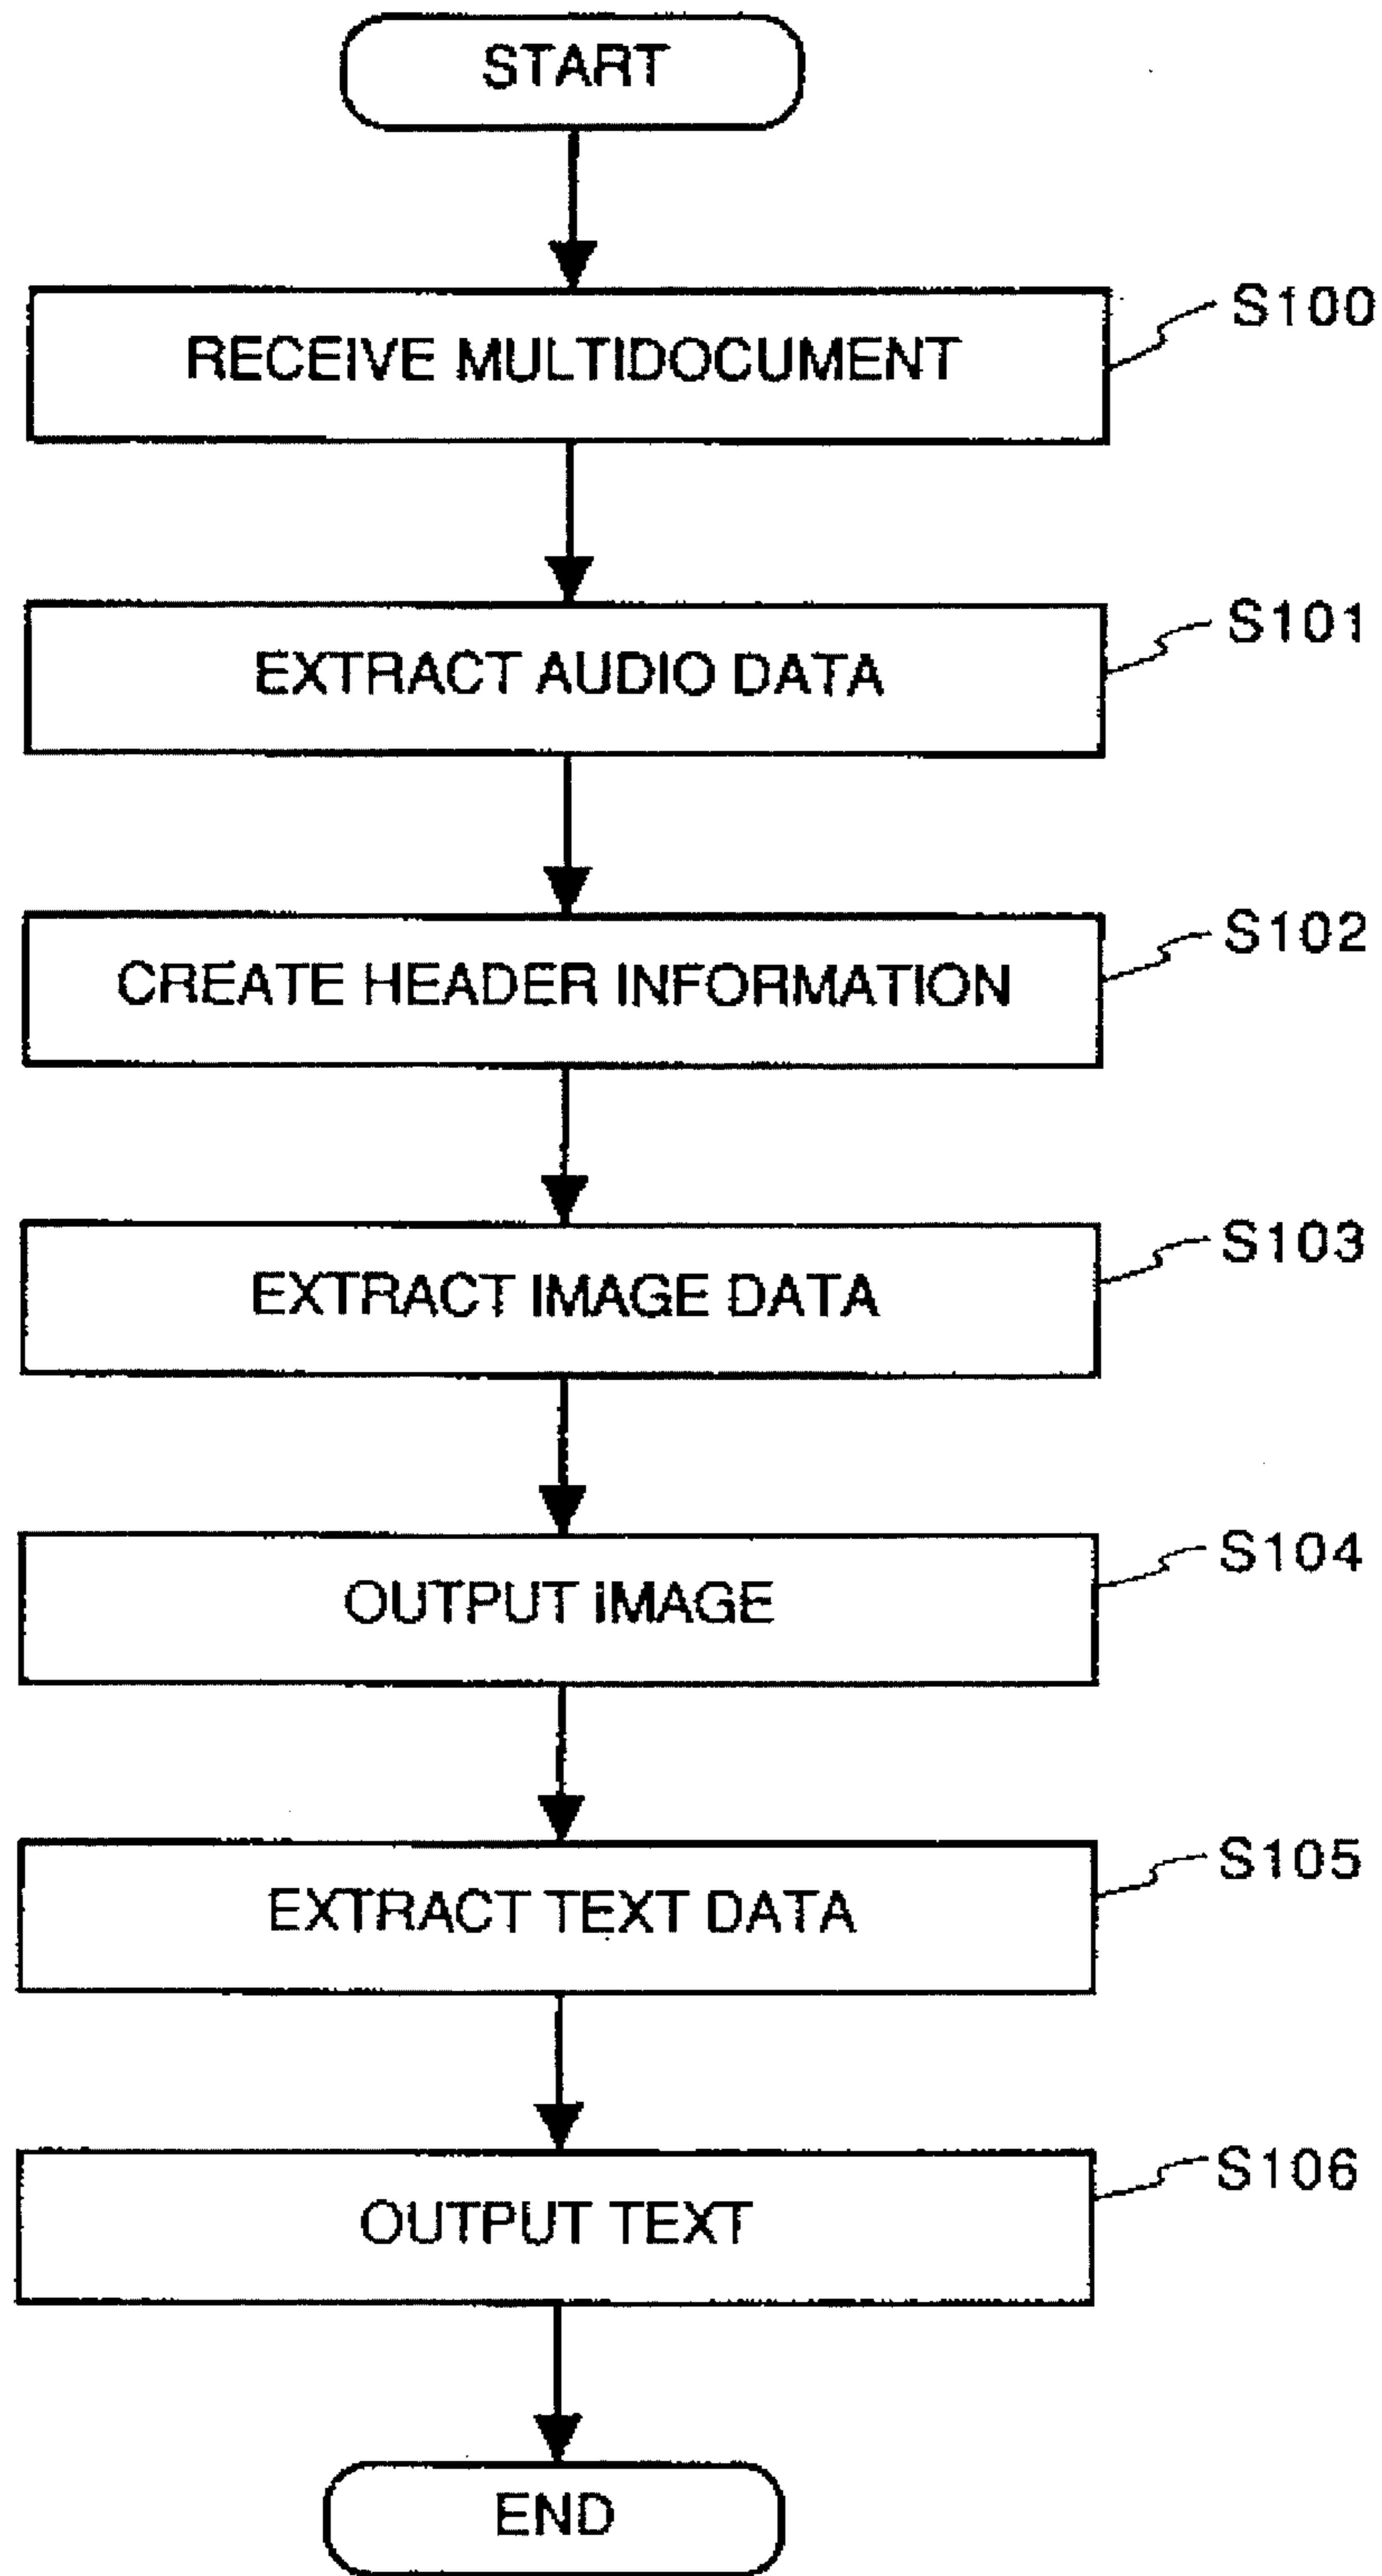 START
RECEIVE MULTIDOCUMENT
S100
EXTRACT AUDIO DATA
S101
CREATE HEADER INFORMATION
S102
EXTRACT IMAGE DATA
S103
OUTPUT IMAGE
S104
EXTRACT TEXT DATA
S105
OUTPUT TEXT
S106
END